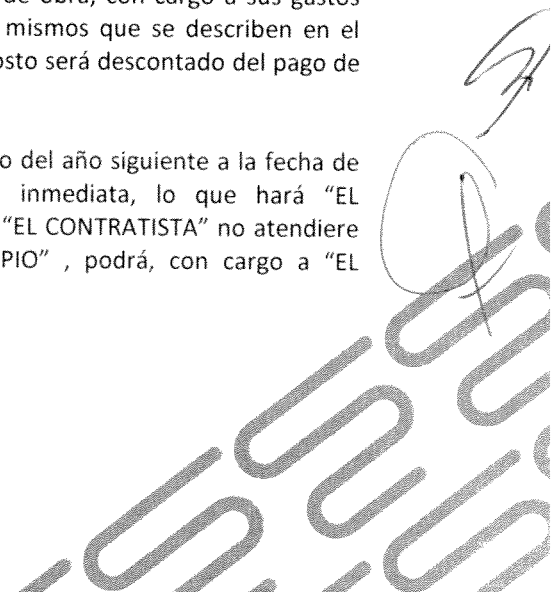 de obra, con cargo a sus gastos
mismos que se describen en el
osto será descontado del pago de
o del año siguiente a la fecha de
inmediata, lo que hará "EL
"EL CONTRATISTA" no atendiere
PIO" , podrá, con cargo a "EL